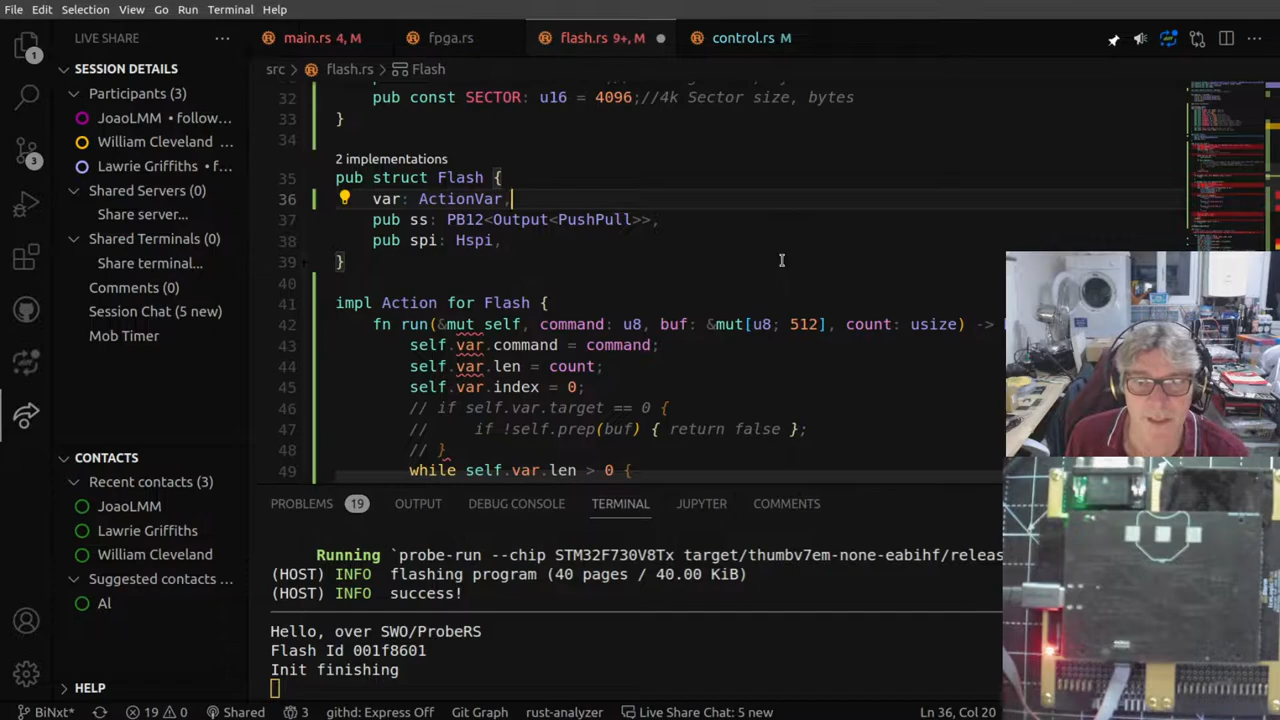 File Edit Selection View Go Run Terminal Help
LIVE SHARE
SESSION DETAILS
Participants (3)
JoaoLMM • follow...
William Cleveland ...
Lawrie Griffiths • f...
Shared Servers (0)
Share server...
Shared Terminals (0)
Share terminal...
Comments (0)
Session Chat (5 new)
Mob Timer
CONTACTS
Recent contacts (3)
JoaoLMM
Lawrie Griffiths
William Cleveland
Suggested contacts ...
Al
HELP
1
3
main.rs 4, M
fpga.rs
flash.rs 9+, M
control.rs M
src > flash.rs > Flash
32 pub const SECTOR: u16 = 4096;//4k Sector size, bytes
33 }
34
2 implementations
35 pub struct Flash {
36 var: ActionVar,
37 pub ss: PB12<Output<PushPull>>,
38 pub spi: Hspi,
39 }
40
41 impl Action for Flash {
42 fn run(&mut self, command: u8, buf: &mut[u8; 512], count: usize) ->
43 self.var.command = command;
44 self.var.len = count;
45 self.var.index = 0;
46 // if self.var.target == 0 {
47 // if !self.prep(buf) { return false };
48 // }
49 while self.var.len > 0 {
PROBLEMS 19 OUTPUT DEBUG CONSOLE TERMINAL JUPYTER COMMENTS
Running `probe-run --chip STM32F730V8Tx target/thumbv7em-none-eabihf/releas
(HOST) INFO flashing program (40 pages / 40.00 KiB)
(HOST) INFO success!
Hello, over SWO/ProbeRS
Flash Id 001f8601
Init finishing
BiNxt* 19 0 Shared 3 githd: Express Off Git Graph rust-analyzer Live Share Chat: 5 new Ln 36, Col 20